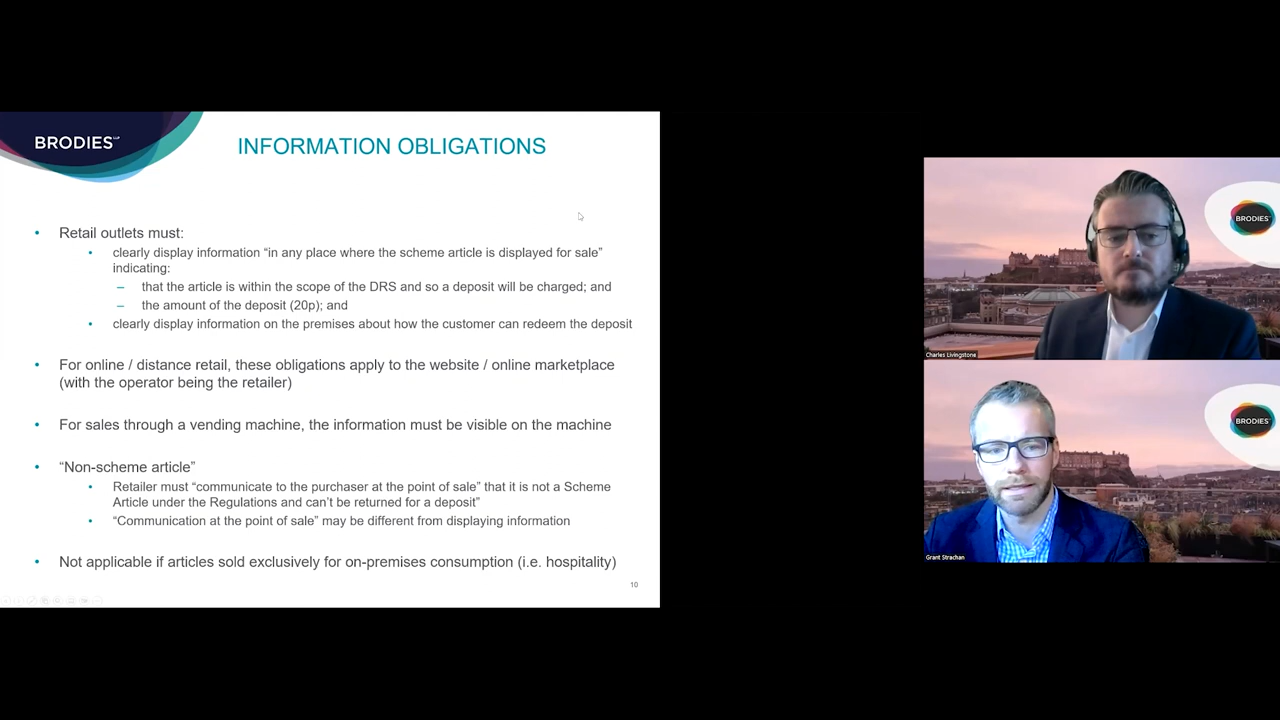 BRODIES LLP
INFORMATION OBLIGATIONS
• Retail outlets must:
• clearly display information “in any place where the scheme article is displayed for sale”
indicating:
– that the article is within the scope of the DRS and so a deposit will be charged; and
– the amount of the deposit (20p); and
• clearly display information on the premises about how the customer can redeem the deposit
• For online / distance retail, these obligations apply to the website / online marketplace
(with the operator being the retailer)
• For sales through a vending machine, the information must be visible on the machine
• “Non-scheme article”
• Retailer must “communicate to the purchaser at the point of sale” that it is not a Scheme
Article under the Regulations and can’t be returned for a deposit”
• “Communication at the point of sale” may be different from displaying information
• Not applicable if articles sold exclusively for on-premises consumption (i.e. hospitality)
10
BRODIES
Charles Livingstone
BRODIES
Grant Strachan